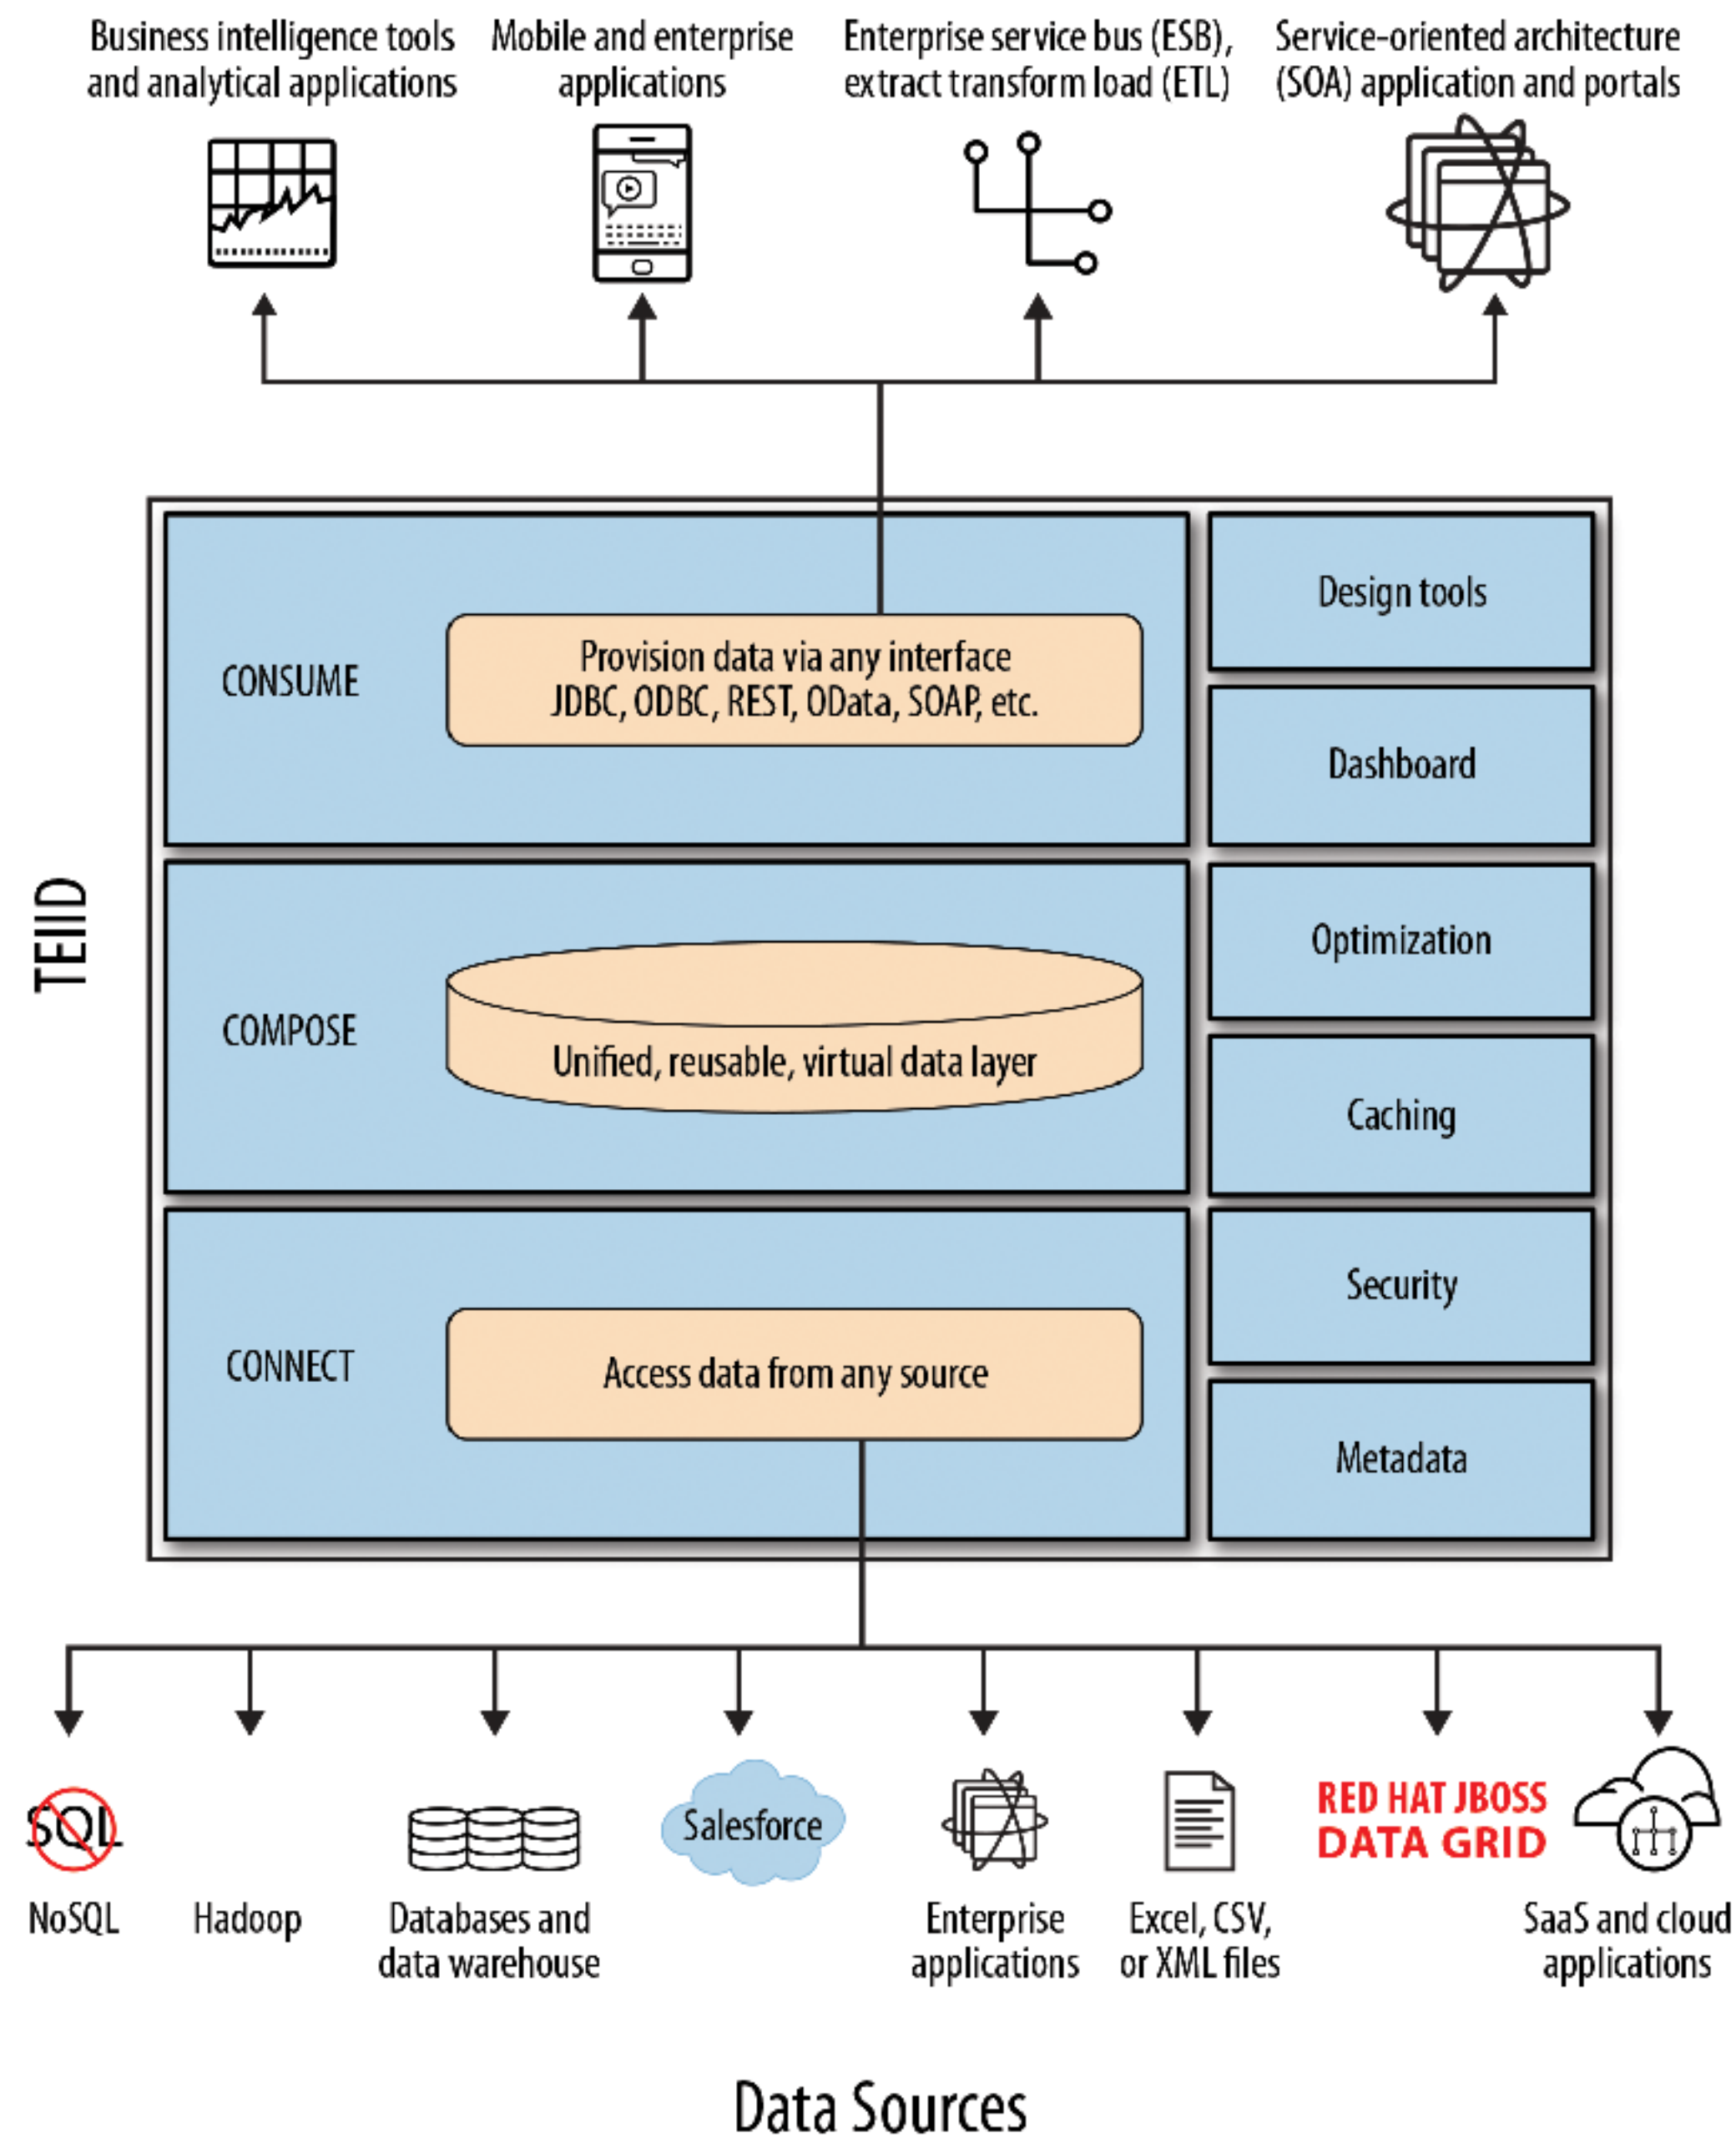 Business intelligence tools
and analytical applications
Mobile and enterprise
applications
Enterprise service bus (ESB),
extract transform load (ETL)
Service-oriented architecture
(SOA) application and portals
TEIID
CONSUME
Provision data via any interface
JDBC, ODBC, REST, OData, SOAP, etc.
COMPOSE
Unified, reusable, virtual data layer
CONNECT
Access data from any source
Design tools
Dashboard
Optimization
Caching
Security
Metadata
SQL
NoSQL
Hadoop
Databases and
data warehouse
Salesforce
Enterprise
applications
Excel, CSV,
or XML files
RED HAT JBOSS
DATA GRID
SaaS and cloud
applications
Data Sources